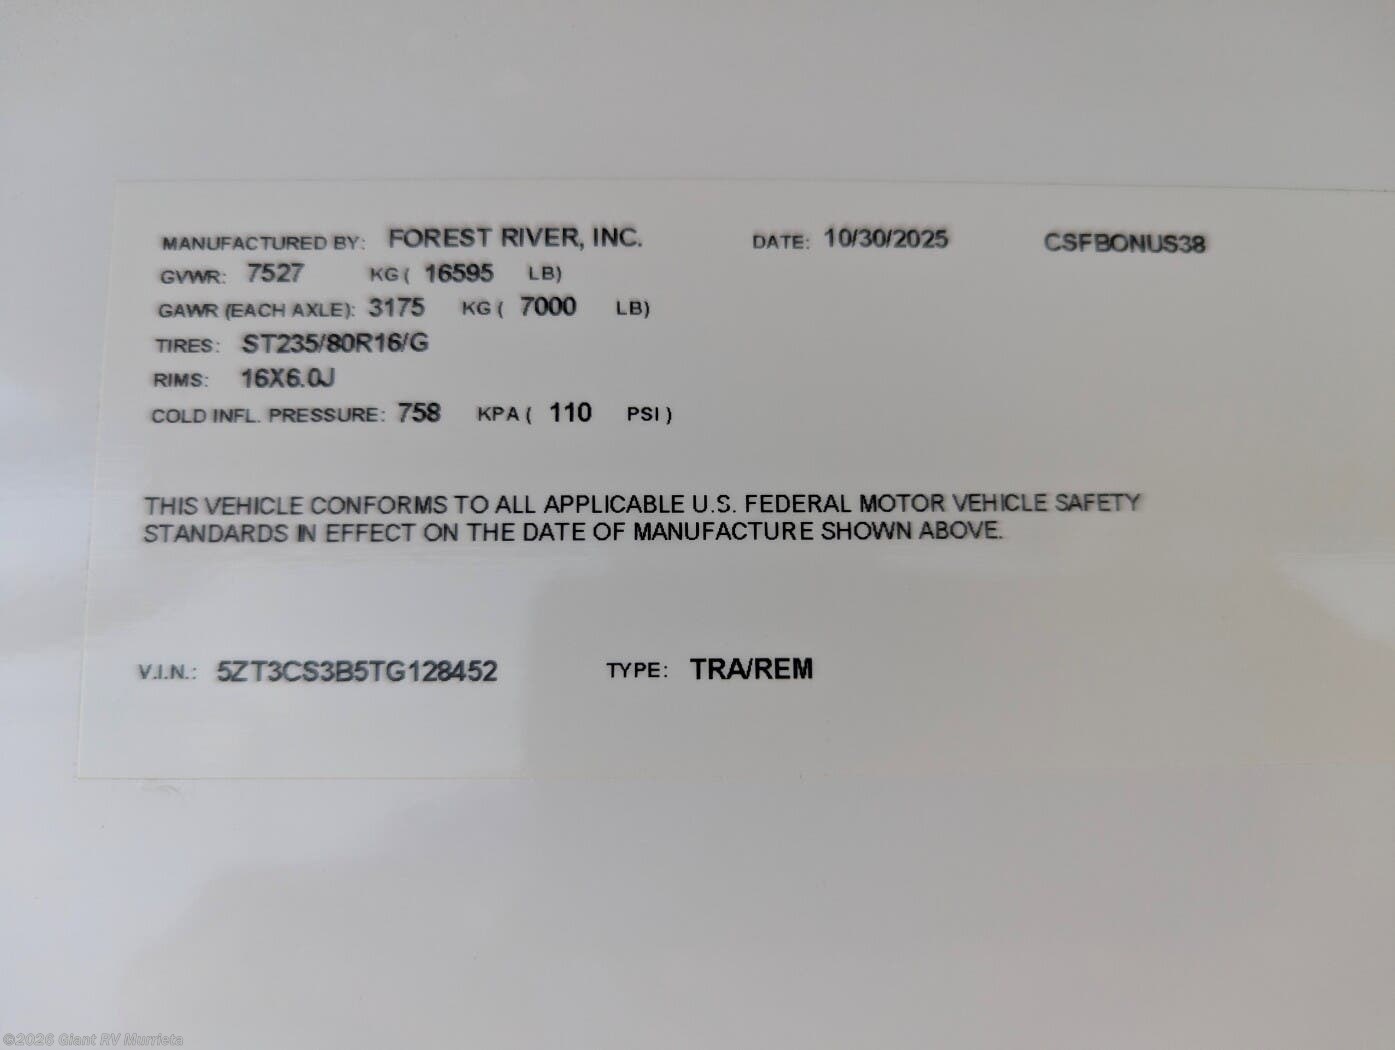 MANUFACTURED BY: FOREST RIVER, INC. DATE: 10/30/2025 CSFBONUS38
GVWR: 7527 KG ( 16595 LB)
GAWR (EACH AXLE): 3175 KG ( 7000 LB)
TIRES: ST235/80R16/G
RIMS: 16X6.0J
COLD INFL. PRESSURE: 758 KPA ( 110 PSI )
THIS VEHICLE CONFORMS TO ALL APPLICABLE U.S. FEDERAL MOTOR VEHICLE SAFETY
STANDARDS IN EFFECT ON THE DATE OF MANUFACTURE SHOWN ABOVE.
V.I.N.: 5ZT3CS3B5TG128452 TYPE: TRA/REM
©2026 Giant RV Murrieta